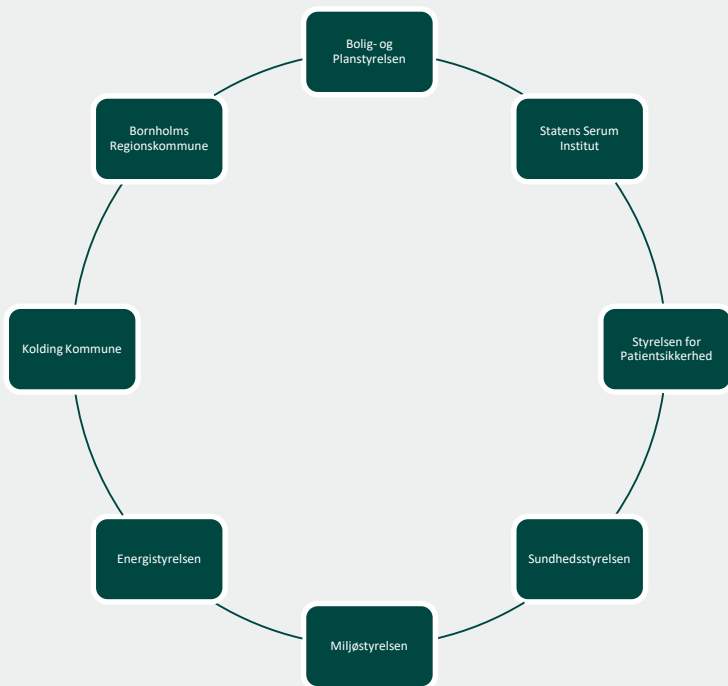 Bolig- og
Planstyrelsen
Statens Serum
Institut
Styrelsen for
Patientsikkerhed
Sundhedsstyrelsen
Miljøstyrelsen
Energistyrelsen
Kolding Kommune
Bornholms
Regionskommune